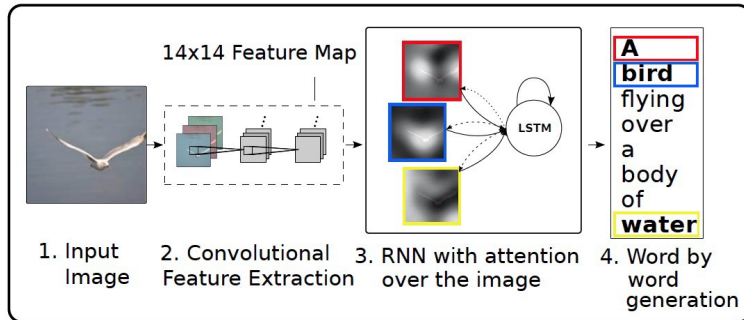 14x14 Feature Map
LSTM
A
bird
flying
over
a
body
of
water
1. Input
Image
2. Convolutional
Feature Extraction
3. RNN with attention
over the image
4. Word by
word
generation